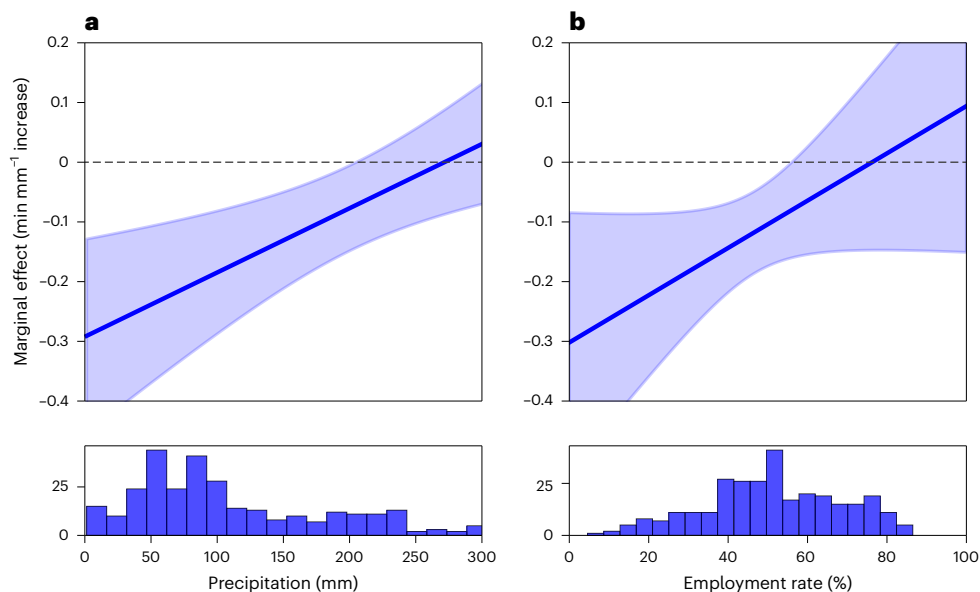 a
b
Marginal effect (min mm⁻¹ increase)
0.2
0.1
0
–0.1
–0.2
–0.3
–0.4
0.2
0.1
0
–0.1
–0.2
–0.3
–0.4
25
0
25
0
0 50 100 150 200 250 300
0 20 40 60 80 100
Precipitation (mm)
Employment rate (%)